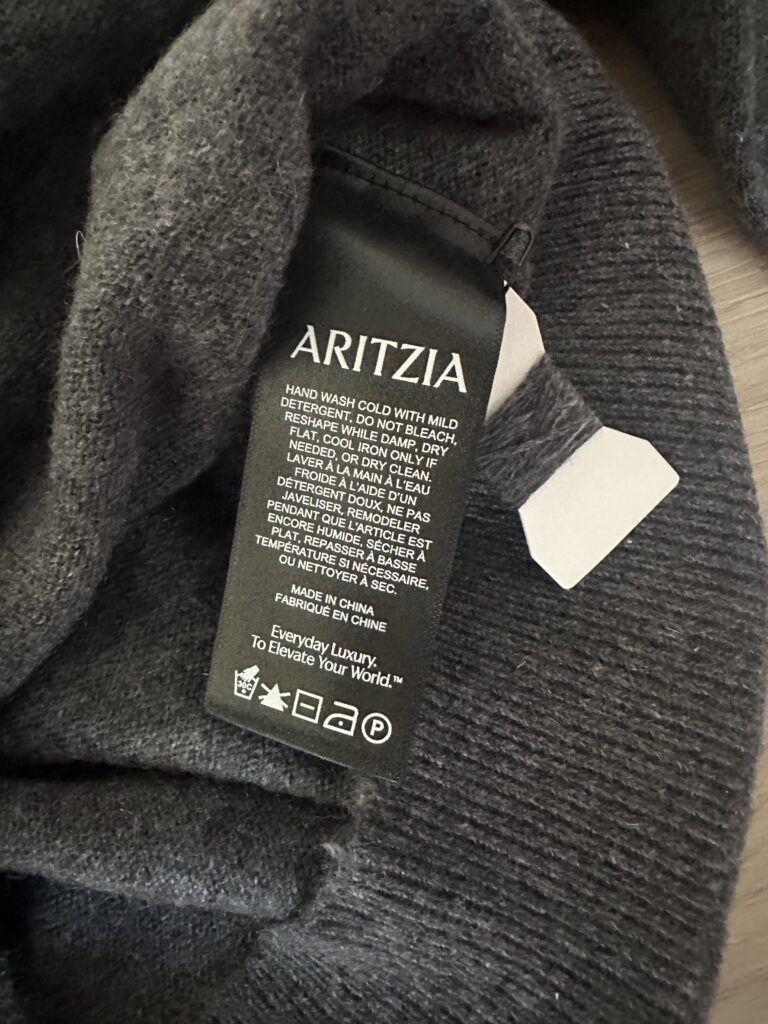 ARITZIA
HAND WASH COLD WITH MILD
DETERGENT, DO NOT BLEACH,
RESHAPE WHILE DAMP, DRY
FLAT, COOL IRON ONLY IF
NEEDED, OR DRY CLEAN.
LAVER À LA MAIN À L'EAU
FROIDE À L'AIDE D'UN
DÉTERGENT DOUX, NE PAS
JAVELISER, REMODELER
PENDANT QUE L'ARTICLE EST
ENCORE HUMIDE, SÉCHER À
PLAT, REPASSER À BASSE
TEMPÉRATURE SI NÉCESSAIRE,
OU NETTOYER À SEC.
MADE IN CHINA
FABRIQUÉ EN CHINE
Everyday Luxury.
To Elevate Your World.™
30C P